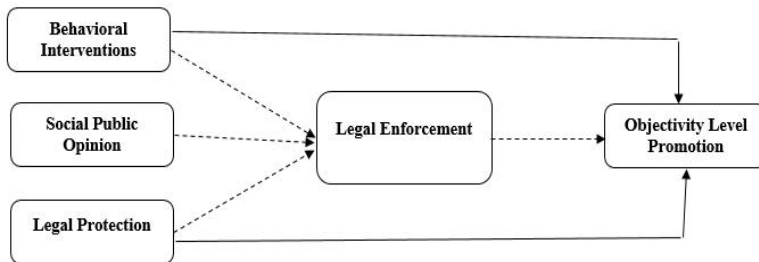 Behavioral
Interventions
Social Public
Opinion
Legal Protection
Legal Enforcement
Objectivity Level
Promotion